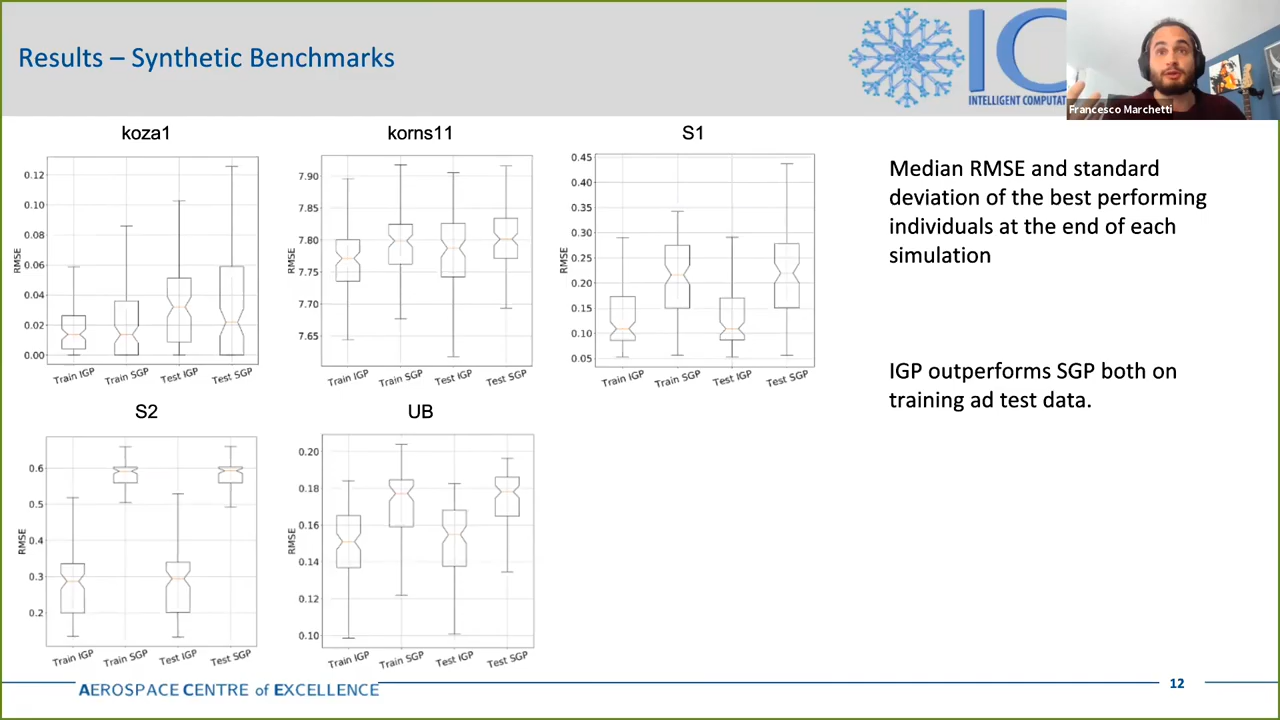 Results – Synthetic Benchmarks
IC
INTELLIGENT COMPUTAT
Francesco Marchetti
koza1
korns11
S1
0.12
0.10
0.08
0.06
0.04
0.02
0.00
RMSE
Train IGP
Train SGP
Test IGP
Test SGP
7.90
7.85
7.80
7.75
7.70
7.65
RMSE
Train IGP
Train SGP
Test IGP
Test SGP
0.45
0.40
0.35
0.30
0.25
0.20
0.15
0.10
0.05
RMSE
Train IGP
Train SGP
Test IGP
Test SGP
Median RMSE and standard
deviation of the best performing
individuals at the end of each
simulation
IGP outperforms SGP both on
training ad test data.
S2
UB
0.6
0.5
0.4
0.3
0.2
RMSE
Train IGP
Train SGP
Test IGP
Test SGP
0.20
0.18
0.16
0.14
0.12
0.10
RMSE
Train IGP
Train SGP
Test IGP
Test SGP
AEROSPACE CENTRE of EXCELLENCE
12